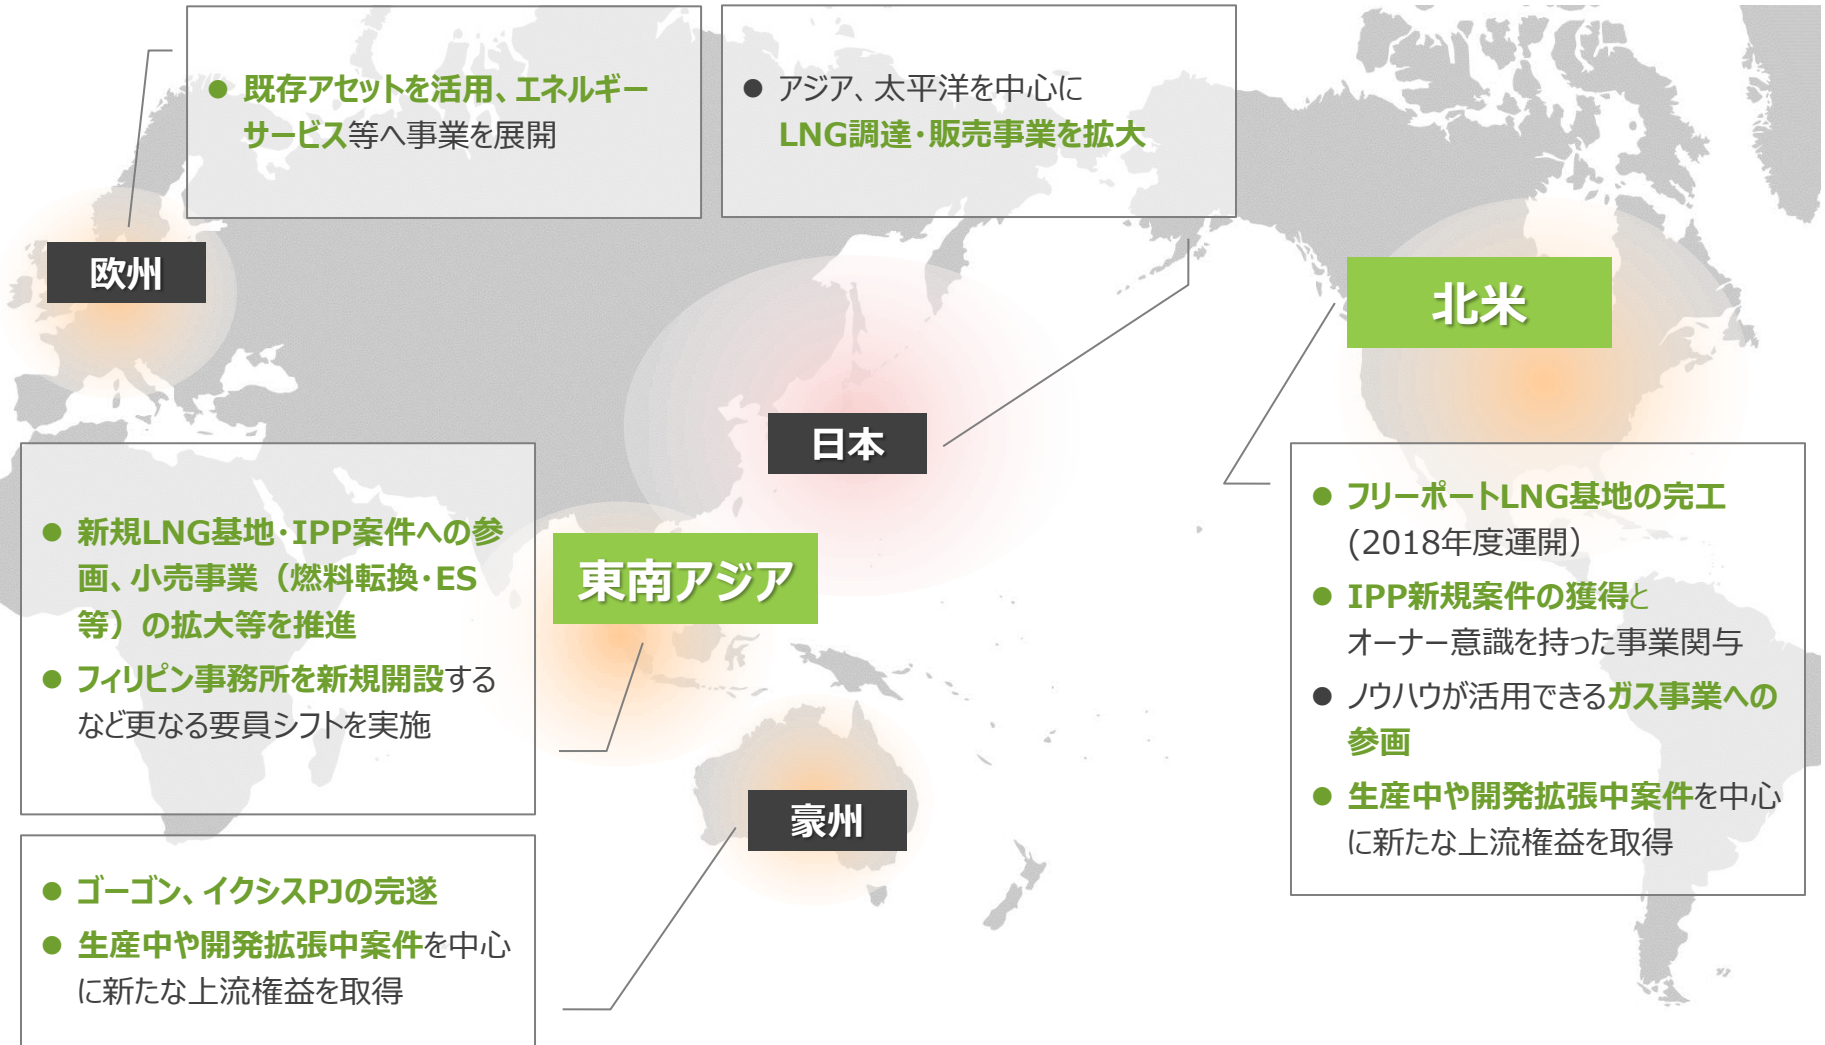 ● 既存アセットを活用、エネルギー
サービス等へ事業を展開
● アジア、太平洋を中心に
LNG調達・販売事業を拡大
欧州
北米
日本
東南アジア
豪州
● 新規LNG基地・IPP案件への参
画、小売事業（燃料転換・ES
等）の拡大等を推進
● フィリピン事務所を新規開設する
など更なる要員シフトを実施
● フリーポートLNG基地の完工
(2018年度運開）
● IPP新規案件の獲得と
オーナー意識を持った事業関与
● ノウハウが活用できるガス事業への
参画
● 生産中や開発拡張中案件を中心
に新たな上流権益を取得
● ゴーゴン、イクシスPJの完遂
● 生産中や開発拡張中案件を中心
に新たな上流権益を取得